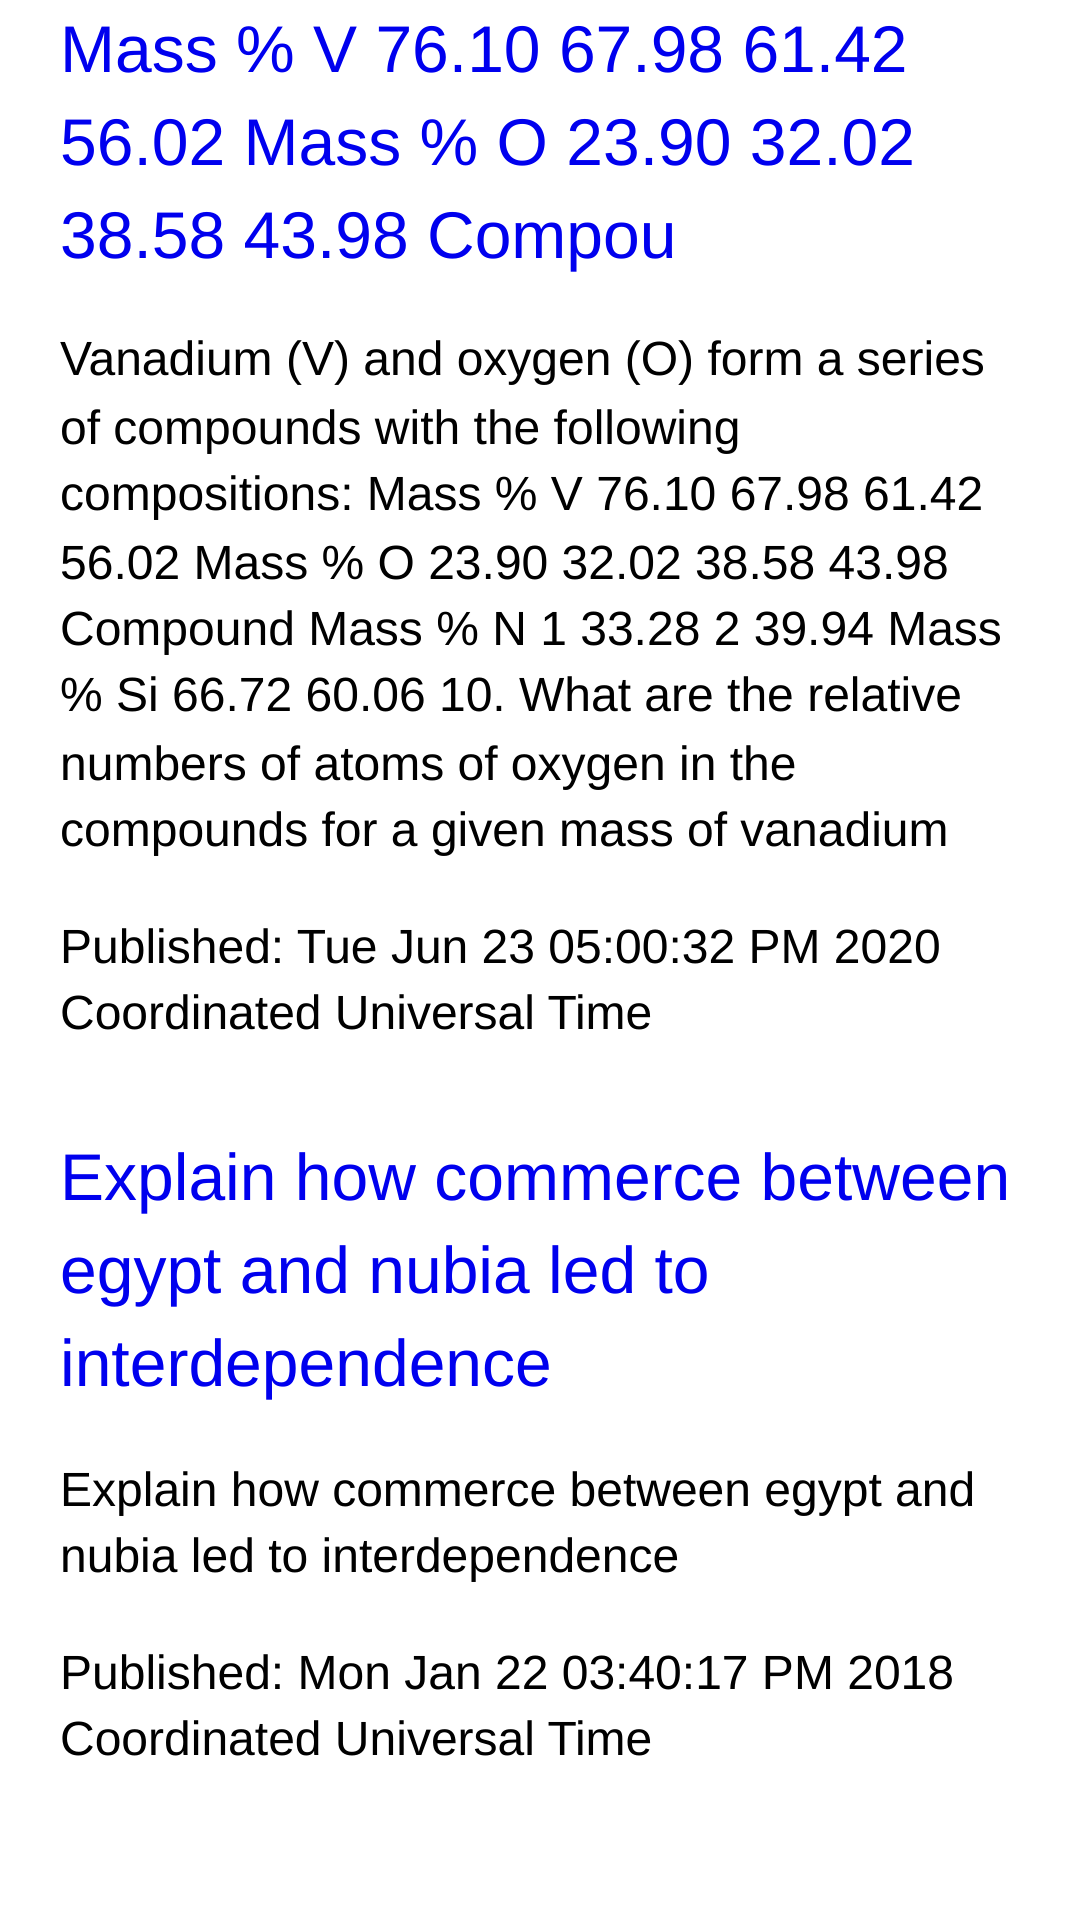 Mass % V 76.10 67.98 61.42
56.02 Mass % O 23.90 32.02
38.58 43.98 Compou
Vanadium (V) and oxygen (O) form a series
of compounds with the following
compositions: Mass % V 76.10 67.98 61.42
56.02 Mass % O 23.90 32.02 38.58 43.98
Compound Mass % N 1 33.28 2 39.94 Mass
% Si 66.72 60.06 10. What are the relative
numbers of atoms of oxygen in the
compounds for a given mass of vanadium
Published: Tue Jun 23 05:00:32 PM 2020
Coordinated Universal Time
Explain how commerce between
egypt and nubia led to
interdependence
Explain how commerce between egypt and
nubia led to interdependence
Published: Mon Jan 22 03:40:17 PM 2018
Coordinated Universal Time